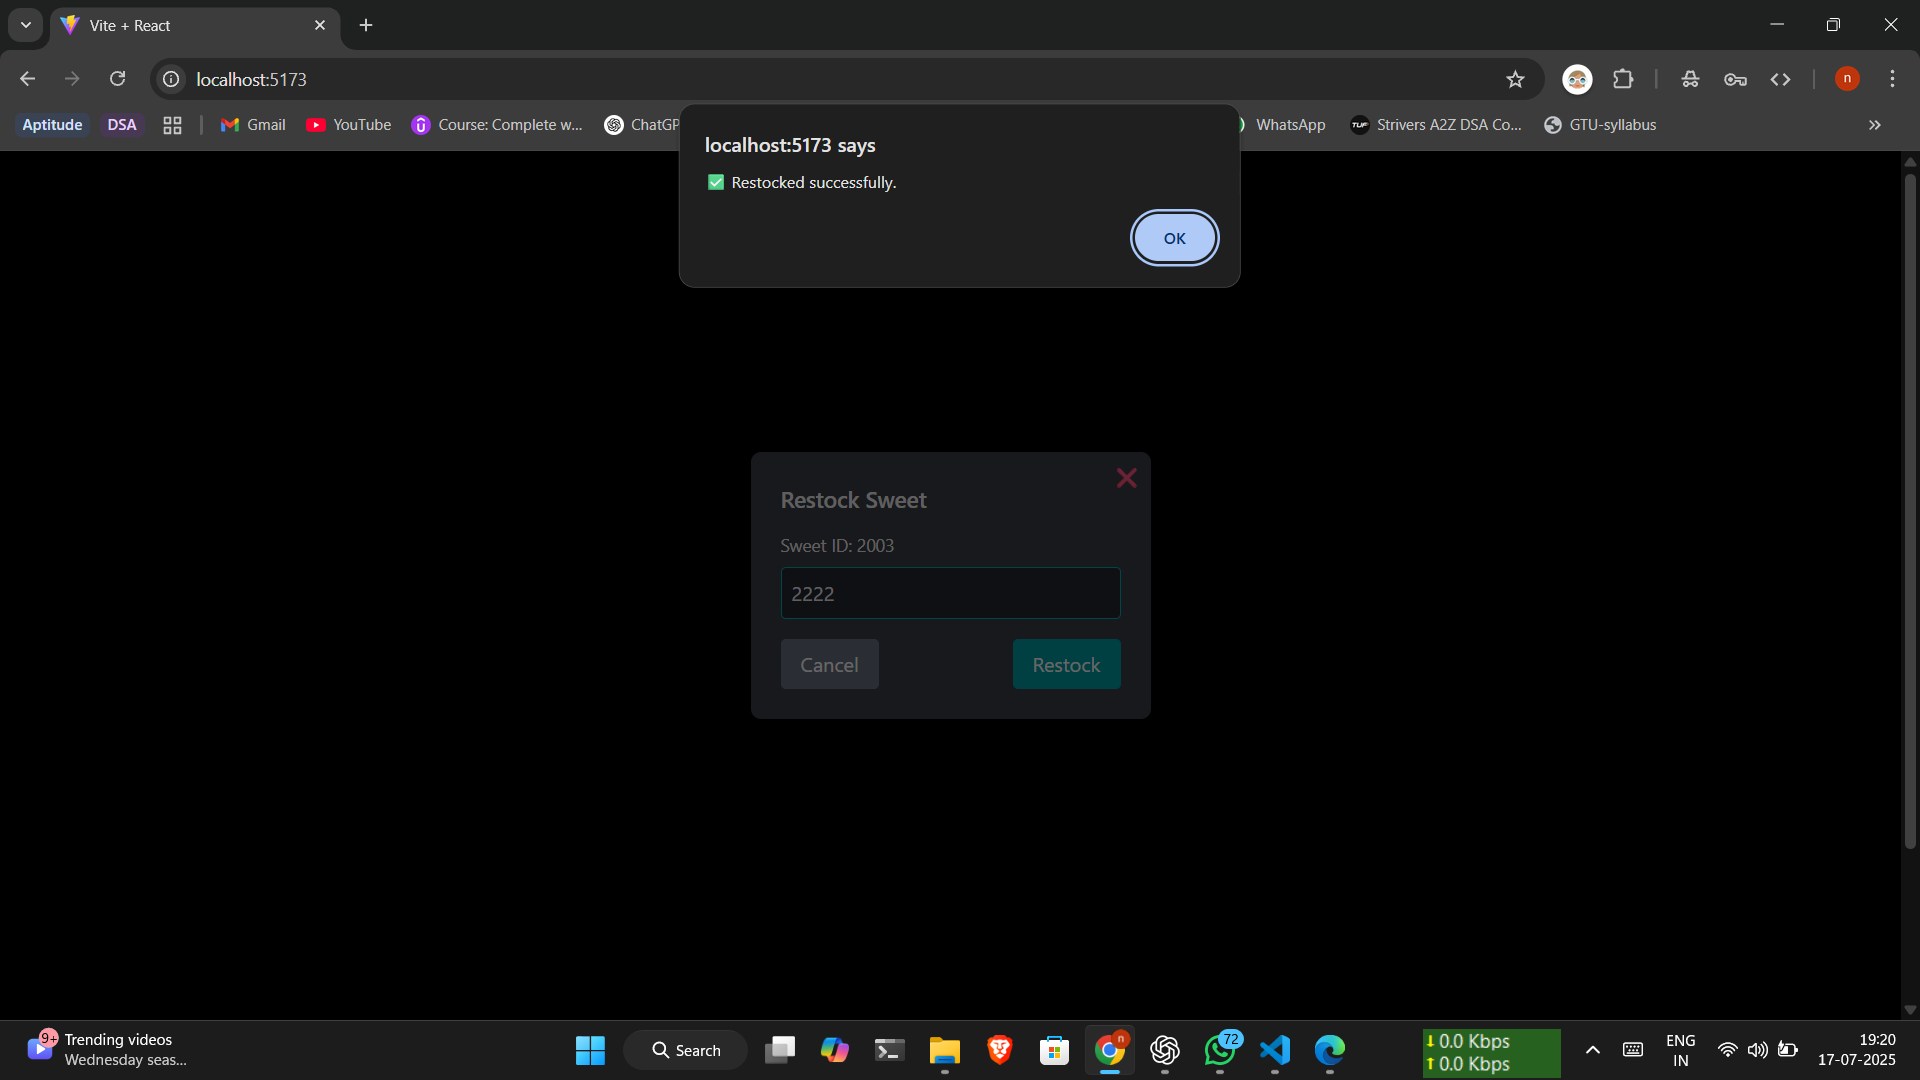 Vite + React
localhost:5173
n
Aptitude
DSA
Gmail
YouTube
Course: Complete w...
ChatGP
WhatsApp
TUF
Strivers A2Z DSA Co...
GTU-syllabus
localhost:5173 says
✅ Restocked successfully.
OK
Restock Sweet
Sweet ID: 2003
2222
Cancel
Restock
9+
Trending videos
Wednesday seas...
Search
n
72
↓ 0.0 Kbps
↑ 0.0 Kbps
ENG
IN
19:20
17-07-2025